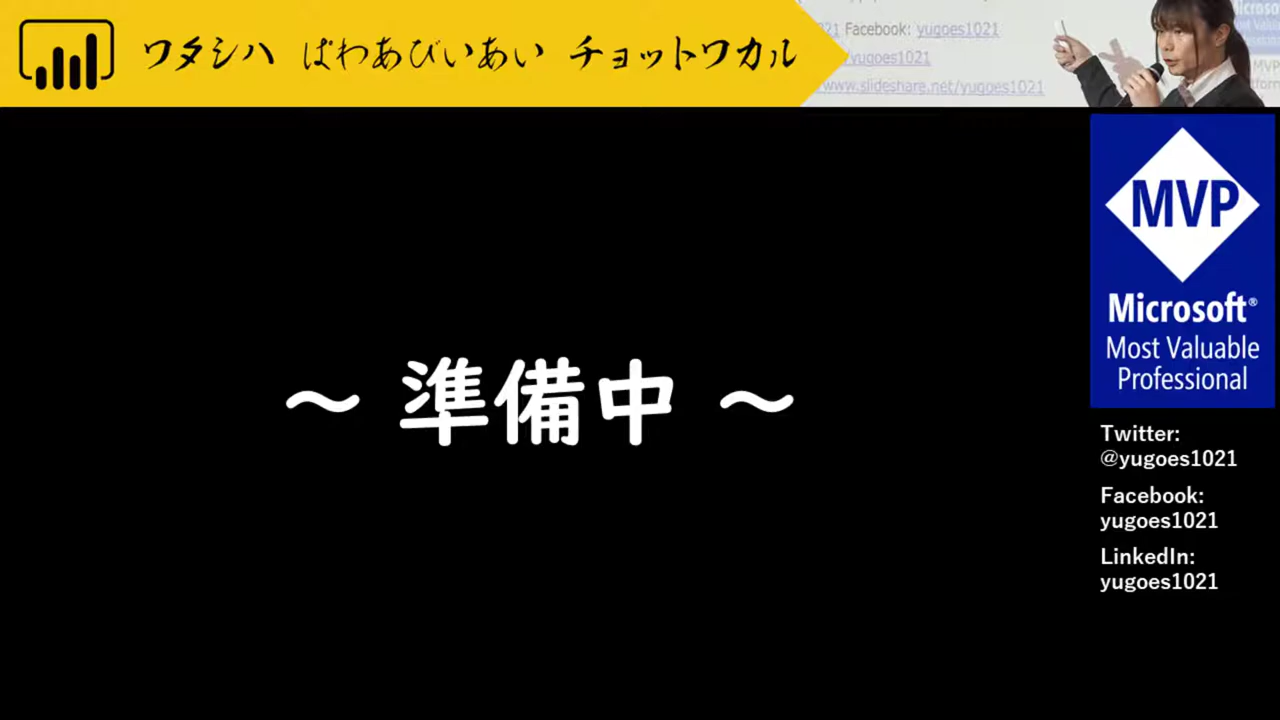 ワタシハ ぱわあびいあい チョットワカル
1021 Facebook: yugoes1021
yugoes1021
www.slideshare.net/yugoes1021
MVP
Microsoft®
Most Valuable
Professional
～ 準備中 ～
Twitter:
@yugoes1021
Facebook:
yugoes1021
LinkedIn:
yugoes1021